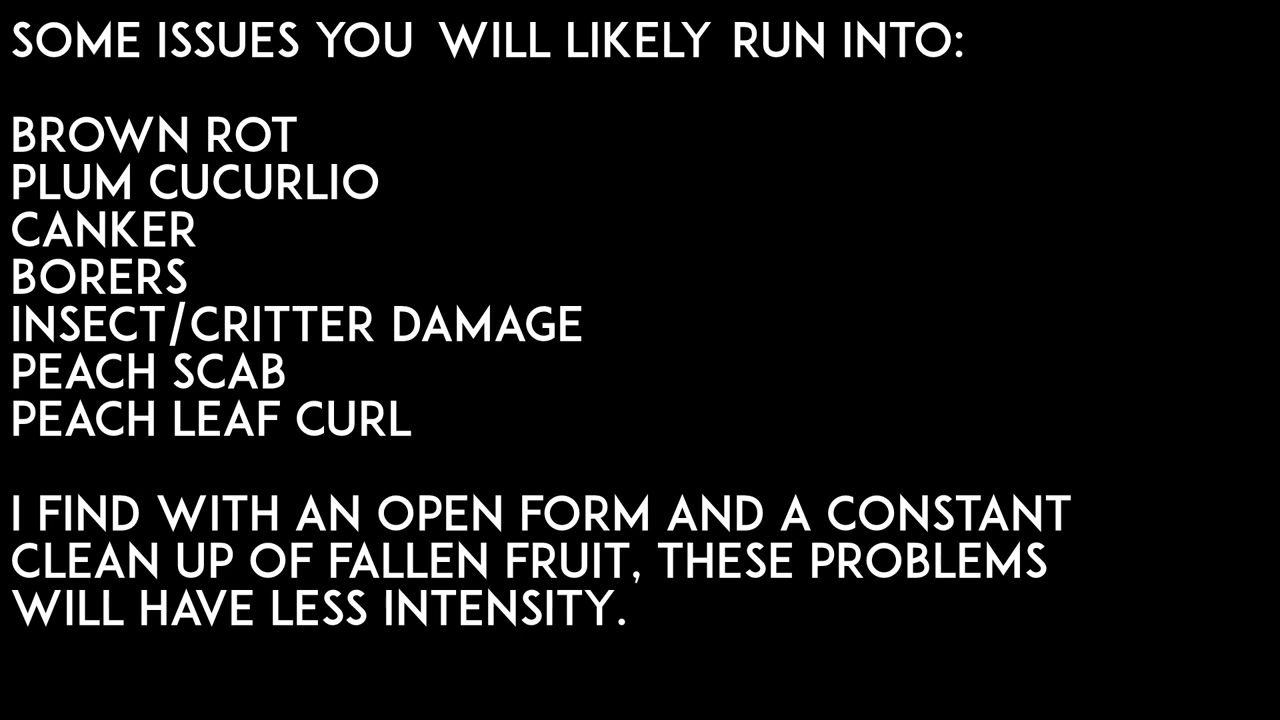 SOME ISSUES YOU WILL LIKELY RUN INTO:
BROWN ROT
PLUM CUCURLIO
CANKER
BORERS
INSECT/CRITTER DAMAGE
PEACH SCAB
PEACH LEAF CURL
I FIND WITH AN OPEN FORM AND A CONSTANT
CLEAN UP OF FALLEN FRUIT, THESE PROBLEMS
WILL HAVE LESS INTENSITY.